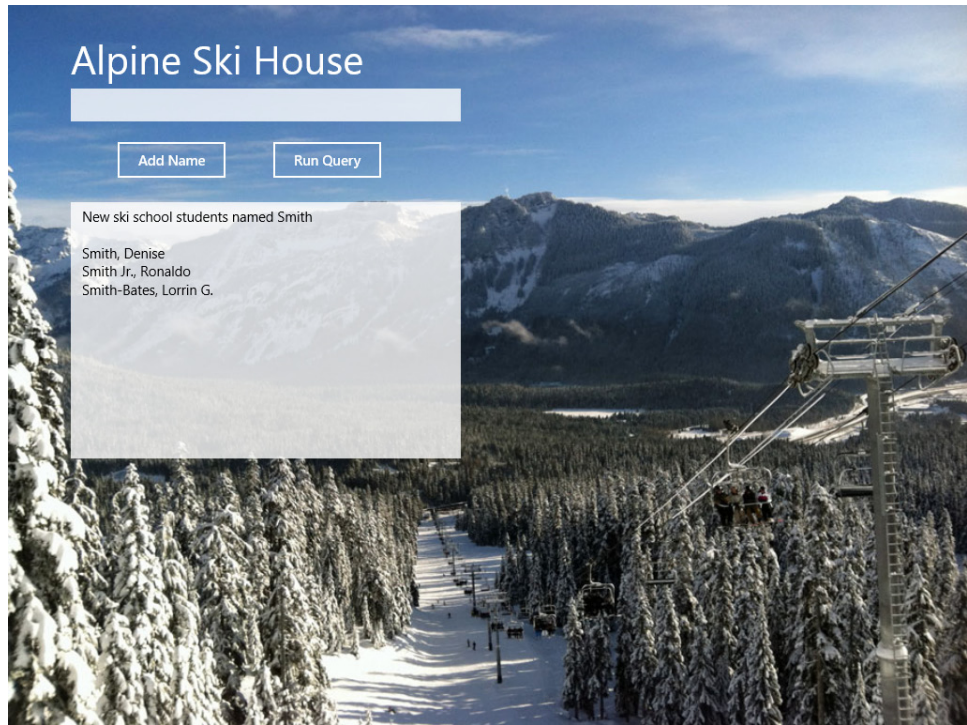 Alpine Ski House
Add Name
Run Query
New ski school students named Smith
Smith, Denise
Smith Jr., Ronaldo
Smith-Bates, Lorrin G.